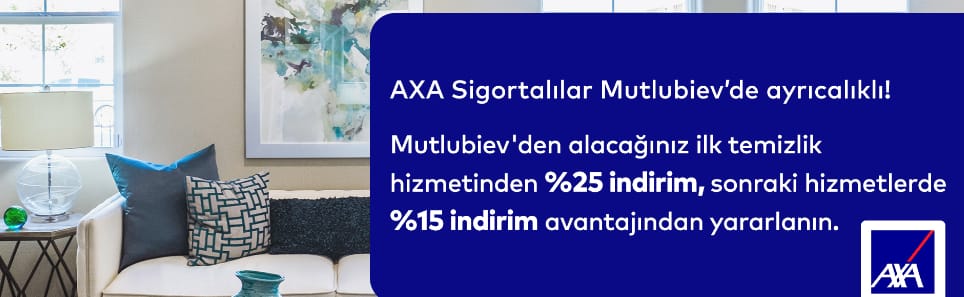 AXA Sigortalılar Mutlubiev’de ayrıcalıklı!
Mutlubiev'den alacağınız ilk temizlik
hizmetinden %25 indirim, sonraki hizmetlerde
%15 indirim avantajından yararlanın.
AXA